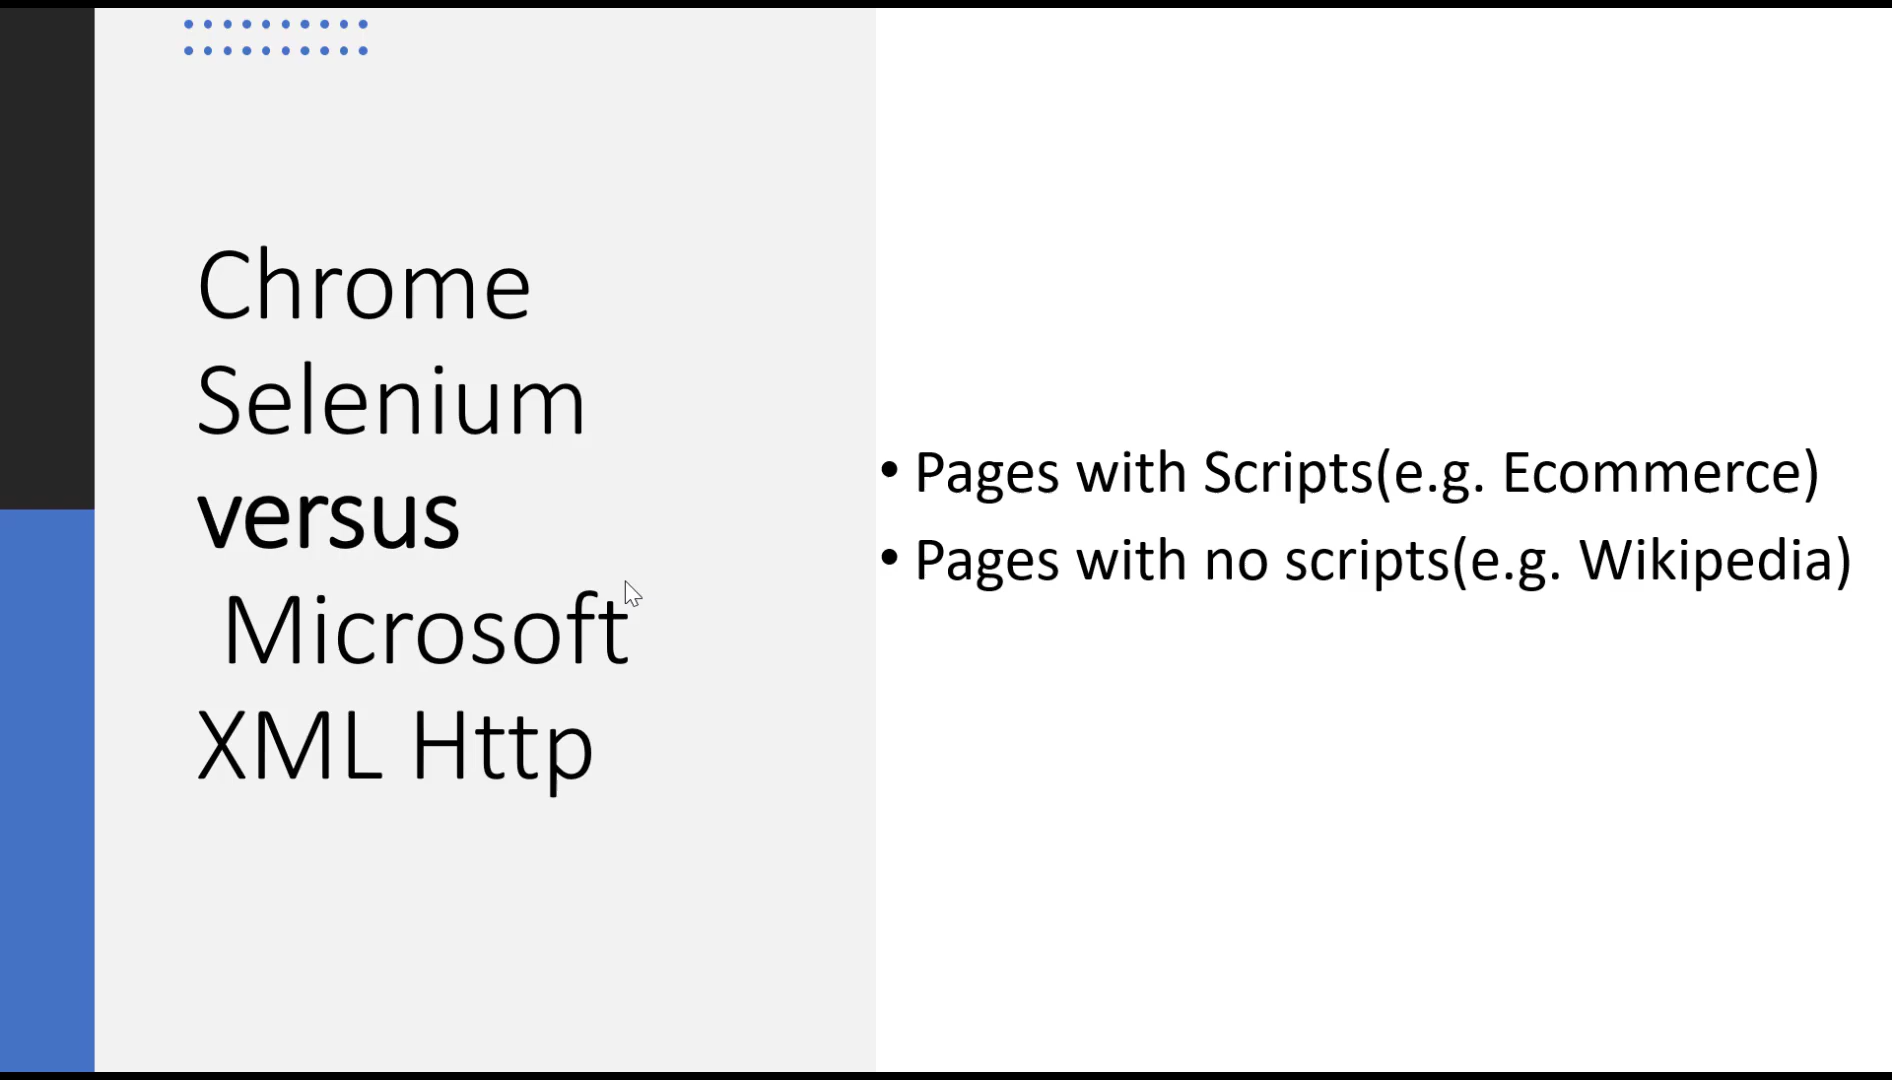 Chrome
Selenium
versus
Microsoft
XML Http
• Pages with Scripts(e.g. Ecommerce)
• Pages with no scripts(e.g. Wikipedia)